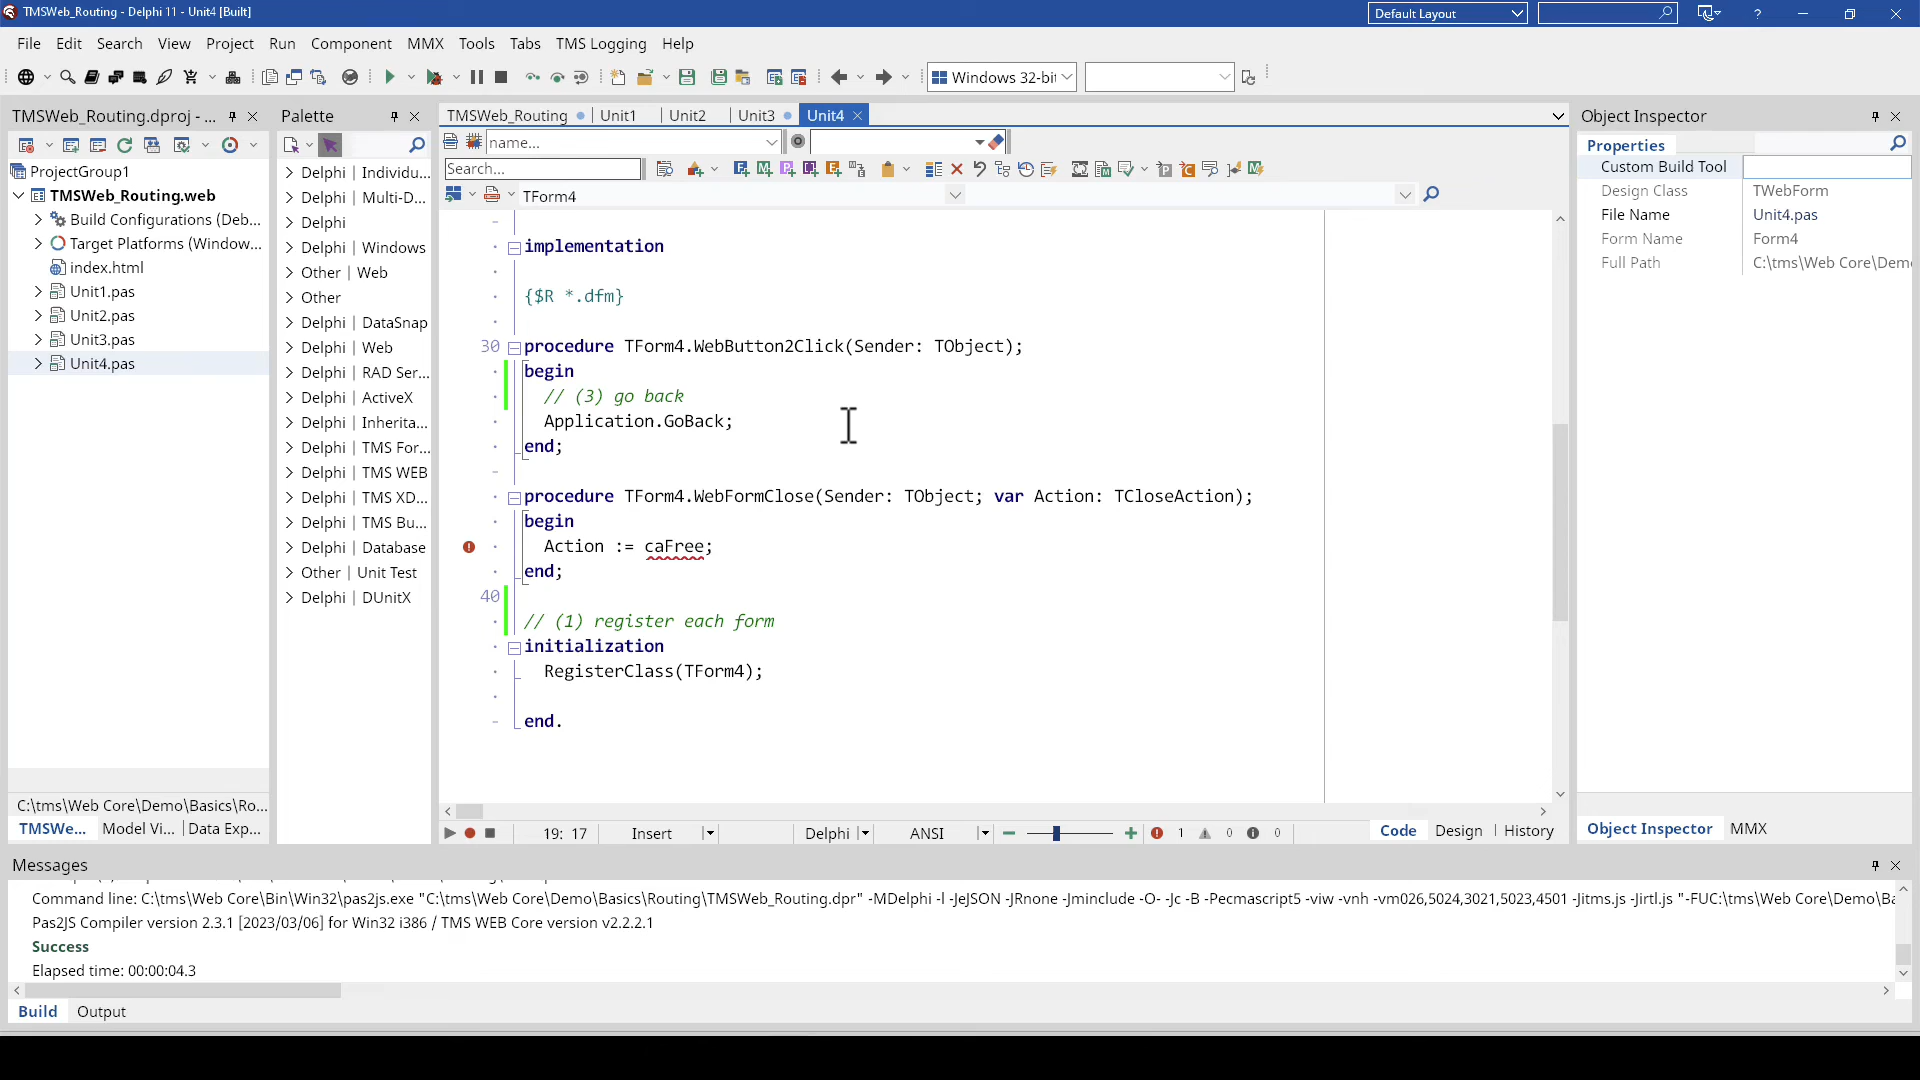 TMSWeb_Routing - Delphi 11 - Unit4 [Built]
Default Layout
File Edit Search View Project Run Component MMX Tools Tabs TMS Logging Help
Windows 32-bit
TMSWeb_Routing.dproj - ...
Palette
TMSWeb_Routing Unit1 Unit2 Unit3 Unit4
Object Inspector
name...
Properties
Search...
TForm4
ProjectGroup1
TMSWeb_Routing.web
Build Configurations (Deb...
Target Platforms (Window...
index.html
Unit1.pas
Unit2.pas
Unit3.pas
Unit4.pas
Delphi | Individu...
Delphi | Multi-D...
Delphi
Delphi | Windows
Other | Web
Other
Delphi | DataSnap
Delphi | Web
Delphi | RAD Ser...
Delphi | ActiveX
Delphi | Inherita...
Delphi | TMS For...
Delphi | TMS WEB
Delphi | TMS XD...
Delphi | TMS Bu...
Delphi | Database
Other | Unit Test
Delphi | DUnitX
implementation
{$R *.dfm}
30 procedure TForm4.WebButton2Click(Sender: TObject);
begin
// (3) go back
Application.GoBack;
end;
procedure TForm4.WebFormClose(Sender: TObject; var Action: TCloseAction);
begin
Action := caFree;
end;
40
// (1) register each form
initialization
RegisterClass(TForm4);
end.
Custom Build Tool
Design Class TWebForm
File Name Unit4.pas
Form Name Form4
Full Path C:\tms\Web Core\Dem
C:\tms\Web Core\Demo\Basics\Ro...
TMSWe... Model Vi... Data Exp...
19: 17 Insert Delphi ANSI 1 0 0 Code Design History
Object Inspector MMX
Messages
Command line: C:\tms\Web Core\Bin\Win32\pas2js.exe "C:\tms\Web Core\Demo\Basics\Routing\TMSWeb_Routing.dpr" -MDelphi -l -JeJSON -JRnone -Jminclude -O- -Jc -B -Pecmascript5 -viw -vnh -vm026,5024,3021,5023,4501 -Jitms.js -Jirtl.js "-FUC:\tms\Web Core\Demo\Ba
Pas2JS Compiler version 2.3.1 [2023/03/06] for Win32 i386 / TMS WEB Core version v2.2.2.1
Success
Elapsed time: 00:00:04.3
Build Output